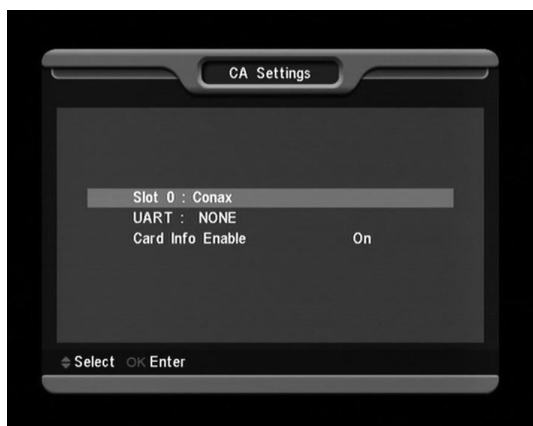 CA Settings
Slot 0 : Conax
UART : NONE
Card Info Enable On
Select OK Enter